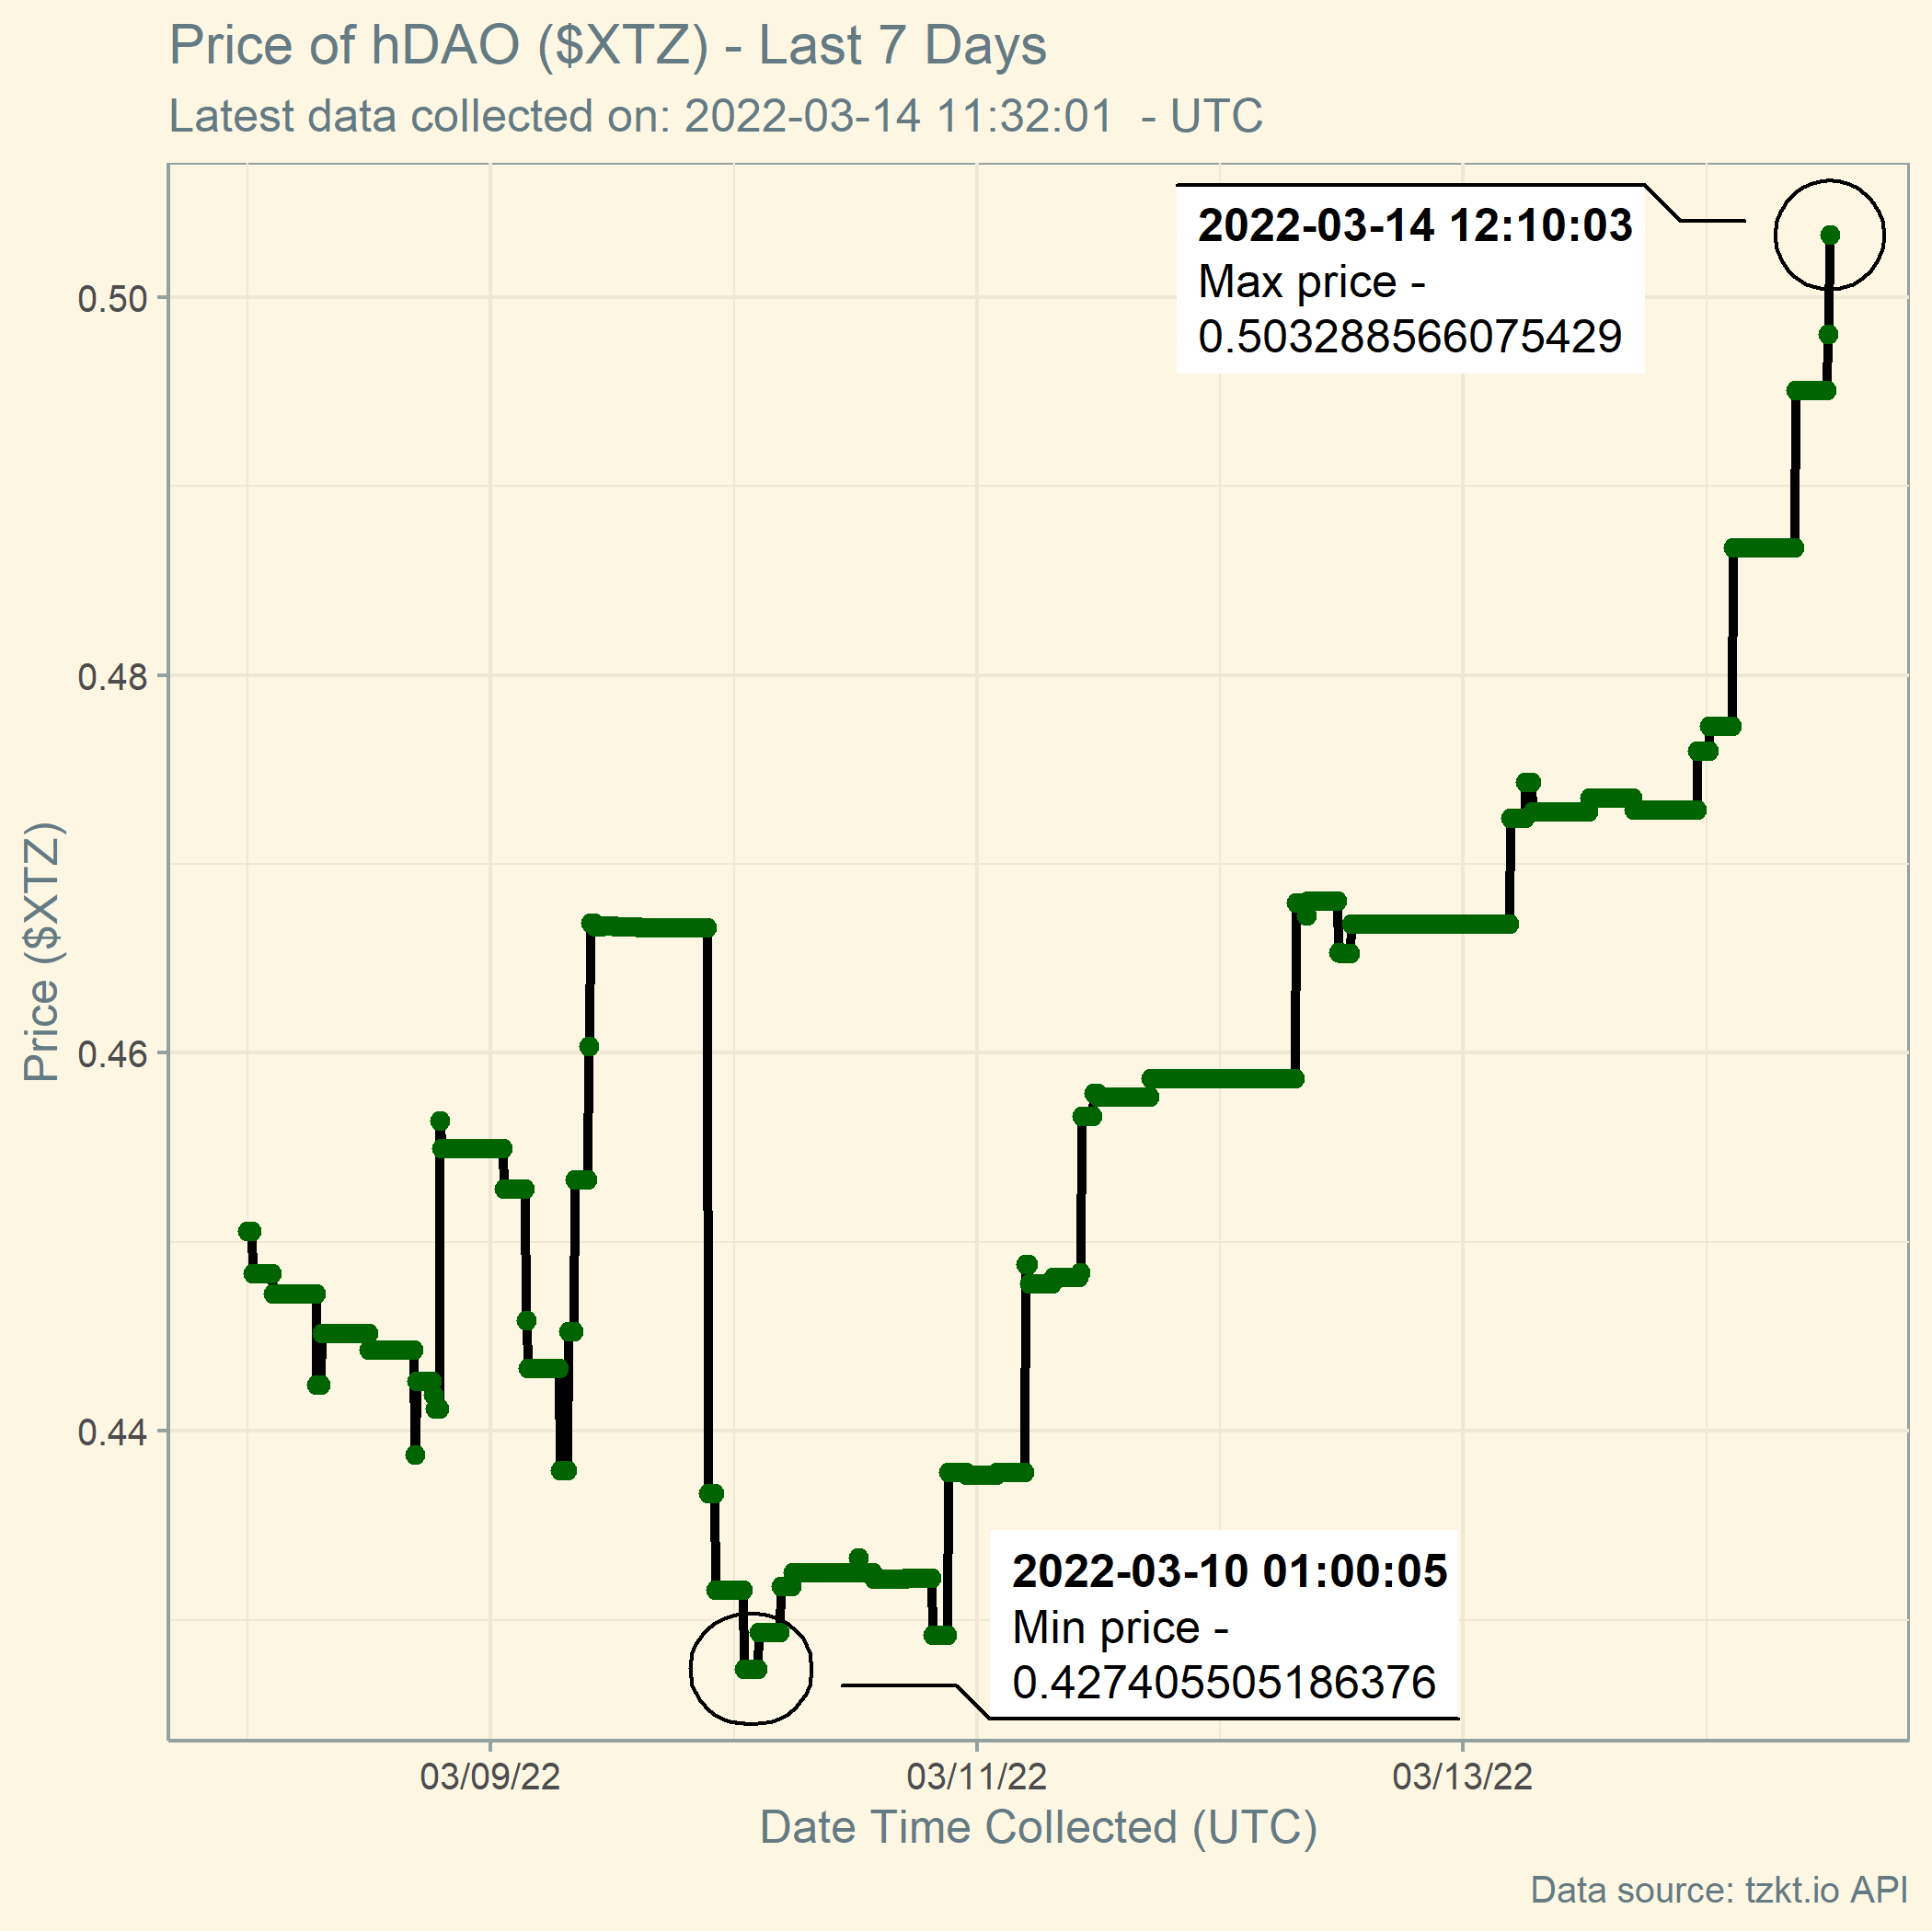 Price of hDAO ($XTZ) - Last 7 Days
Latest data collected on: 2022-03-14 11:32:01  - UTC
2022-03-14 12:10:03
Max price -
0.503288566075429
0.50
0.48
Price ($XTZ)
0.46
0.44
2022-03-10 01:00:05
Min price -
0.427405505186376
03/09/22
03/11/22
03/13/22
Date Time Collected (UTC)
Data source: tzkt.io API